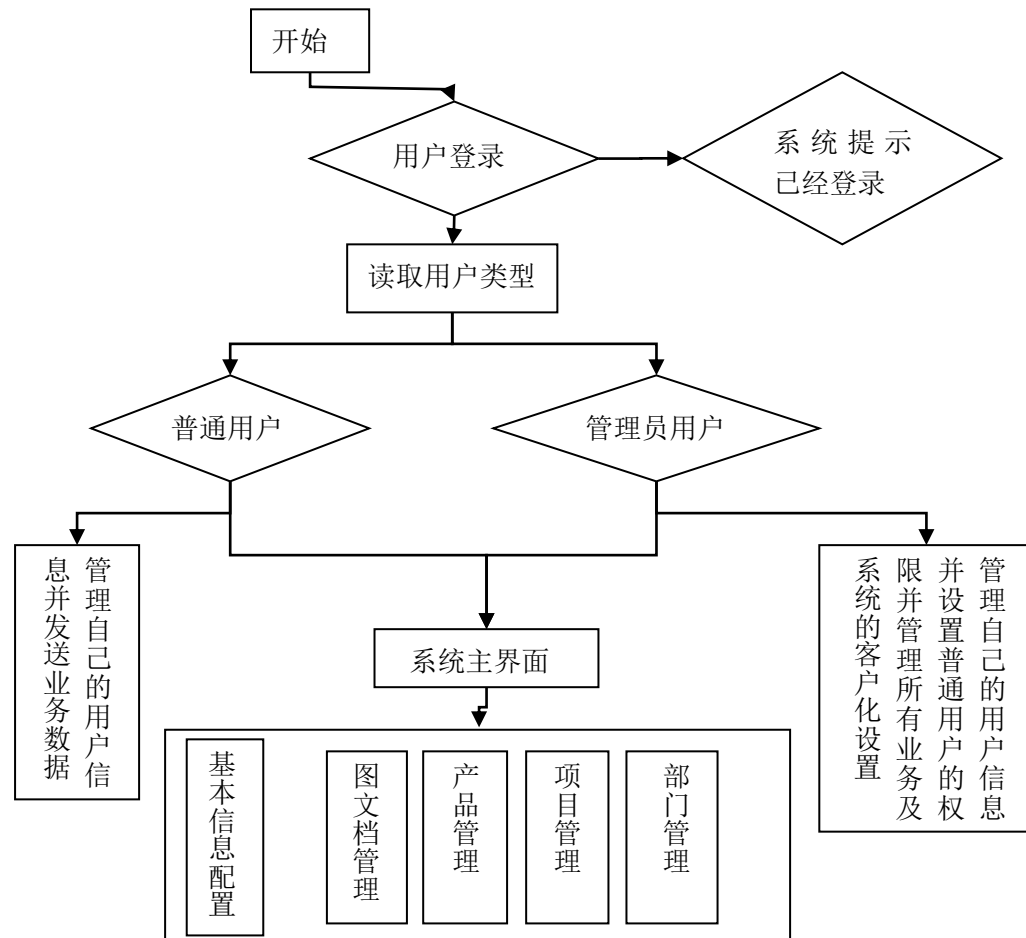 开始
用户登录
系统提示
已经登录
读取用户类型
普通用户
管理员用户
管理自己的用户信
息并发送业务数据
管理自己的用户信息
并设置普通用户的权
限并管理所有业务及
系统的客户化设置
系统主界面
基本信息配置
图文档管理
产品管理
项目管理
部门管理